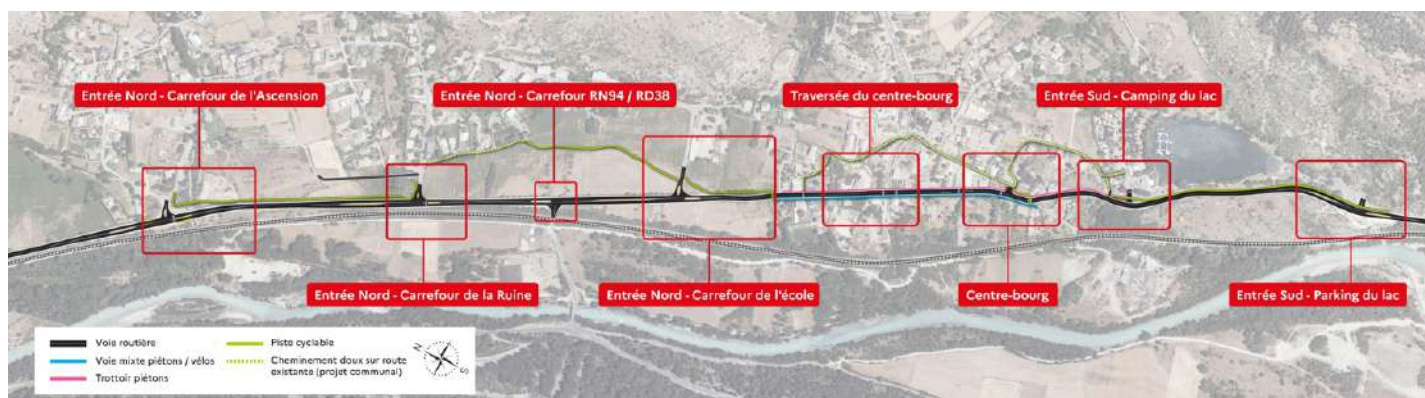 Entrée Nord - Carrefour de l'Ascension
Entrée Nord - Carrefour RN94 / RD38
Traversée du centre-bourg
Entrée Sud - Camping du lac
Entrée Nord - Carrefour de la Ruine
Entrée Nord - Carrefour de l'école
Centre-bourg
Entrée Sud - Parking du lac
Voie routière
Voie mixte piétons / vélos
Trottoir piétons
Piste cyclable
Cheminement doux sur route
existante (projet communal)
N
S